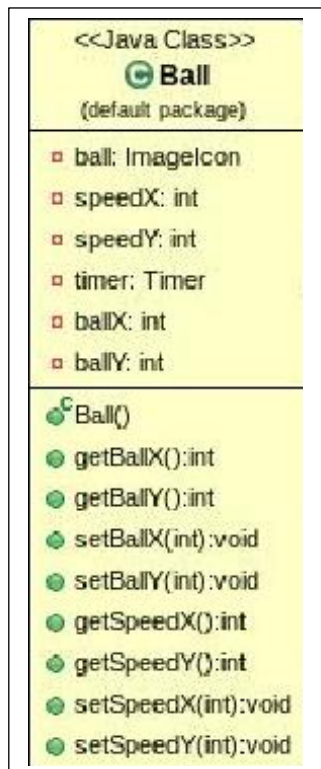 <<Java Class>>
C Ball
(default package)
ball: ImageIcon
speedX: int
speedY: int
timer: Timer
ballX: int
ballY: int
C Ball()
getBallX():int
getBallY():int
setBallX(int):void
setBallY(int):void
getSpeedX():int
getSpeedY():int
setSpeedX(int):void
setSpeedY(int):void